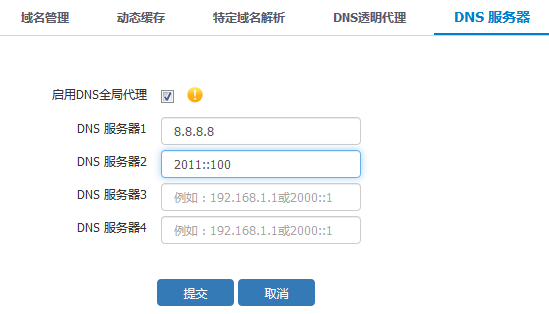 域名管理 动态缓存 特定域名解析 DNS透明代理 DNS 服务器
启用DNS全局代理
DNS 服务器1 8.8.8.8
DNS 服务器2 2011::100
DNS 服务器3 例如：192.168.1.1或2000::1
DNS 服务器4 例如：192.168.1.1或2000::1
提交 取消